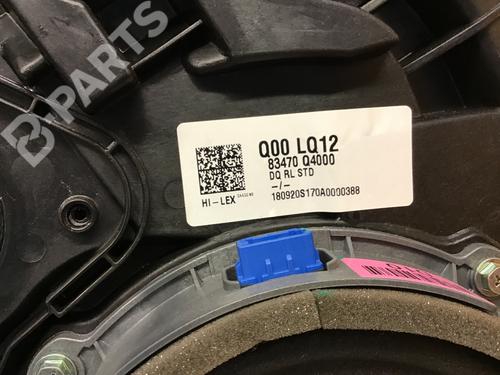 B-PARTS
Q00 LQ12
83470 Q4000
DQ RL STD
-/-
HI-LEX
180920S170A0000388